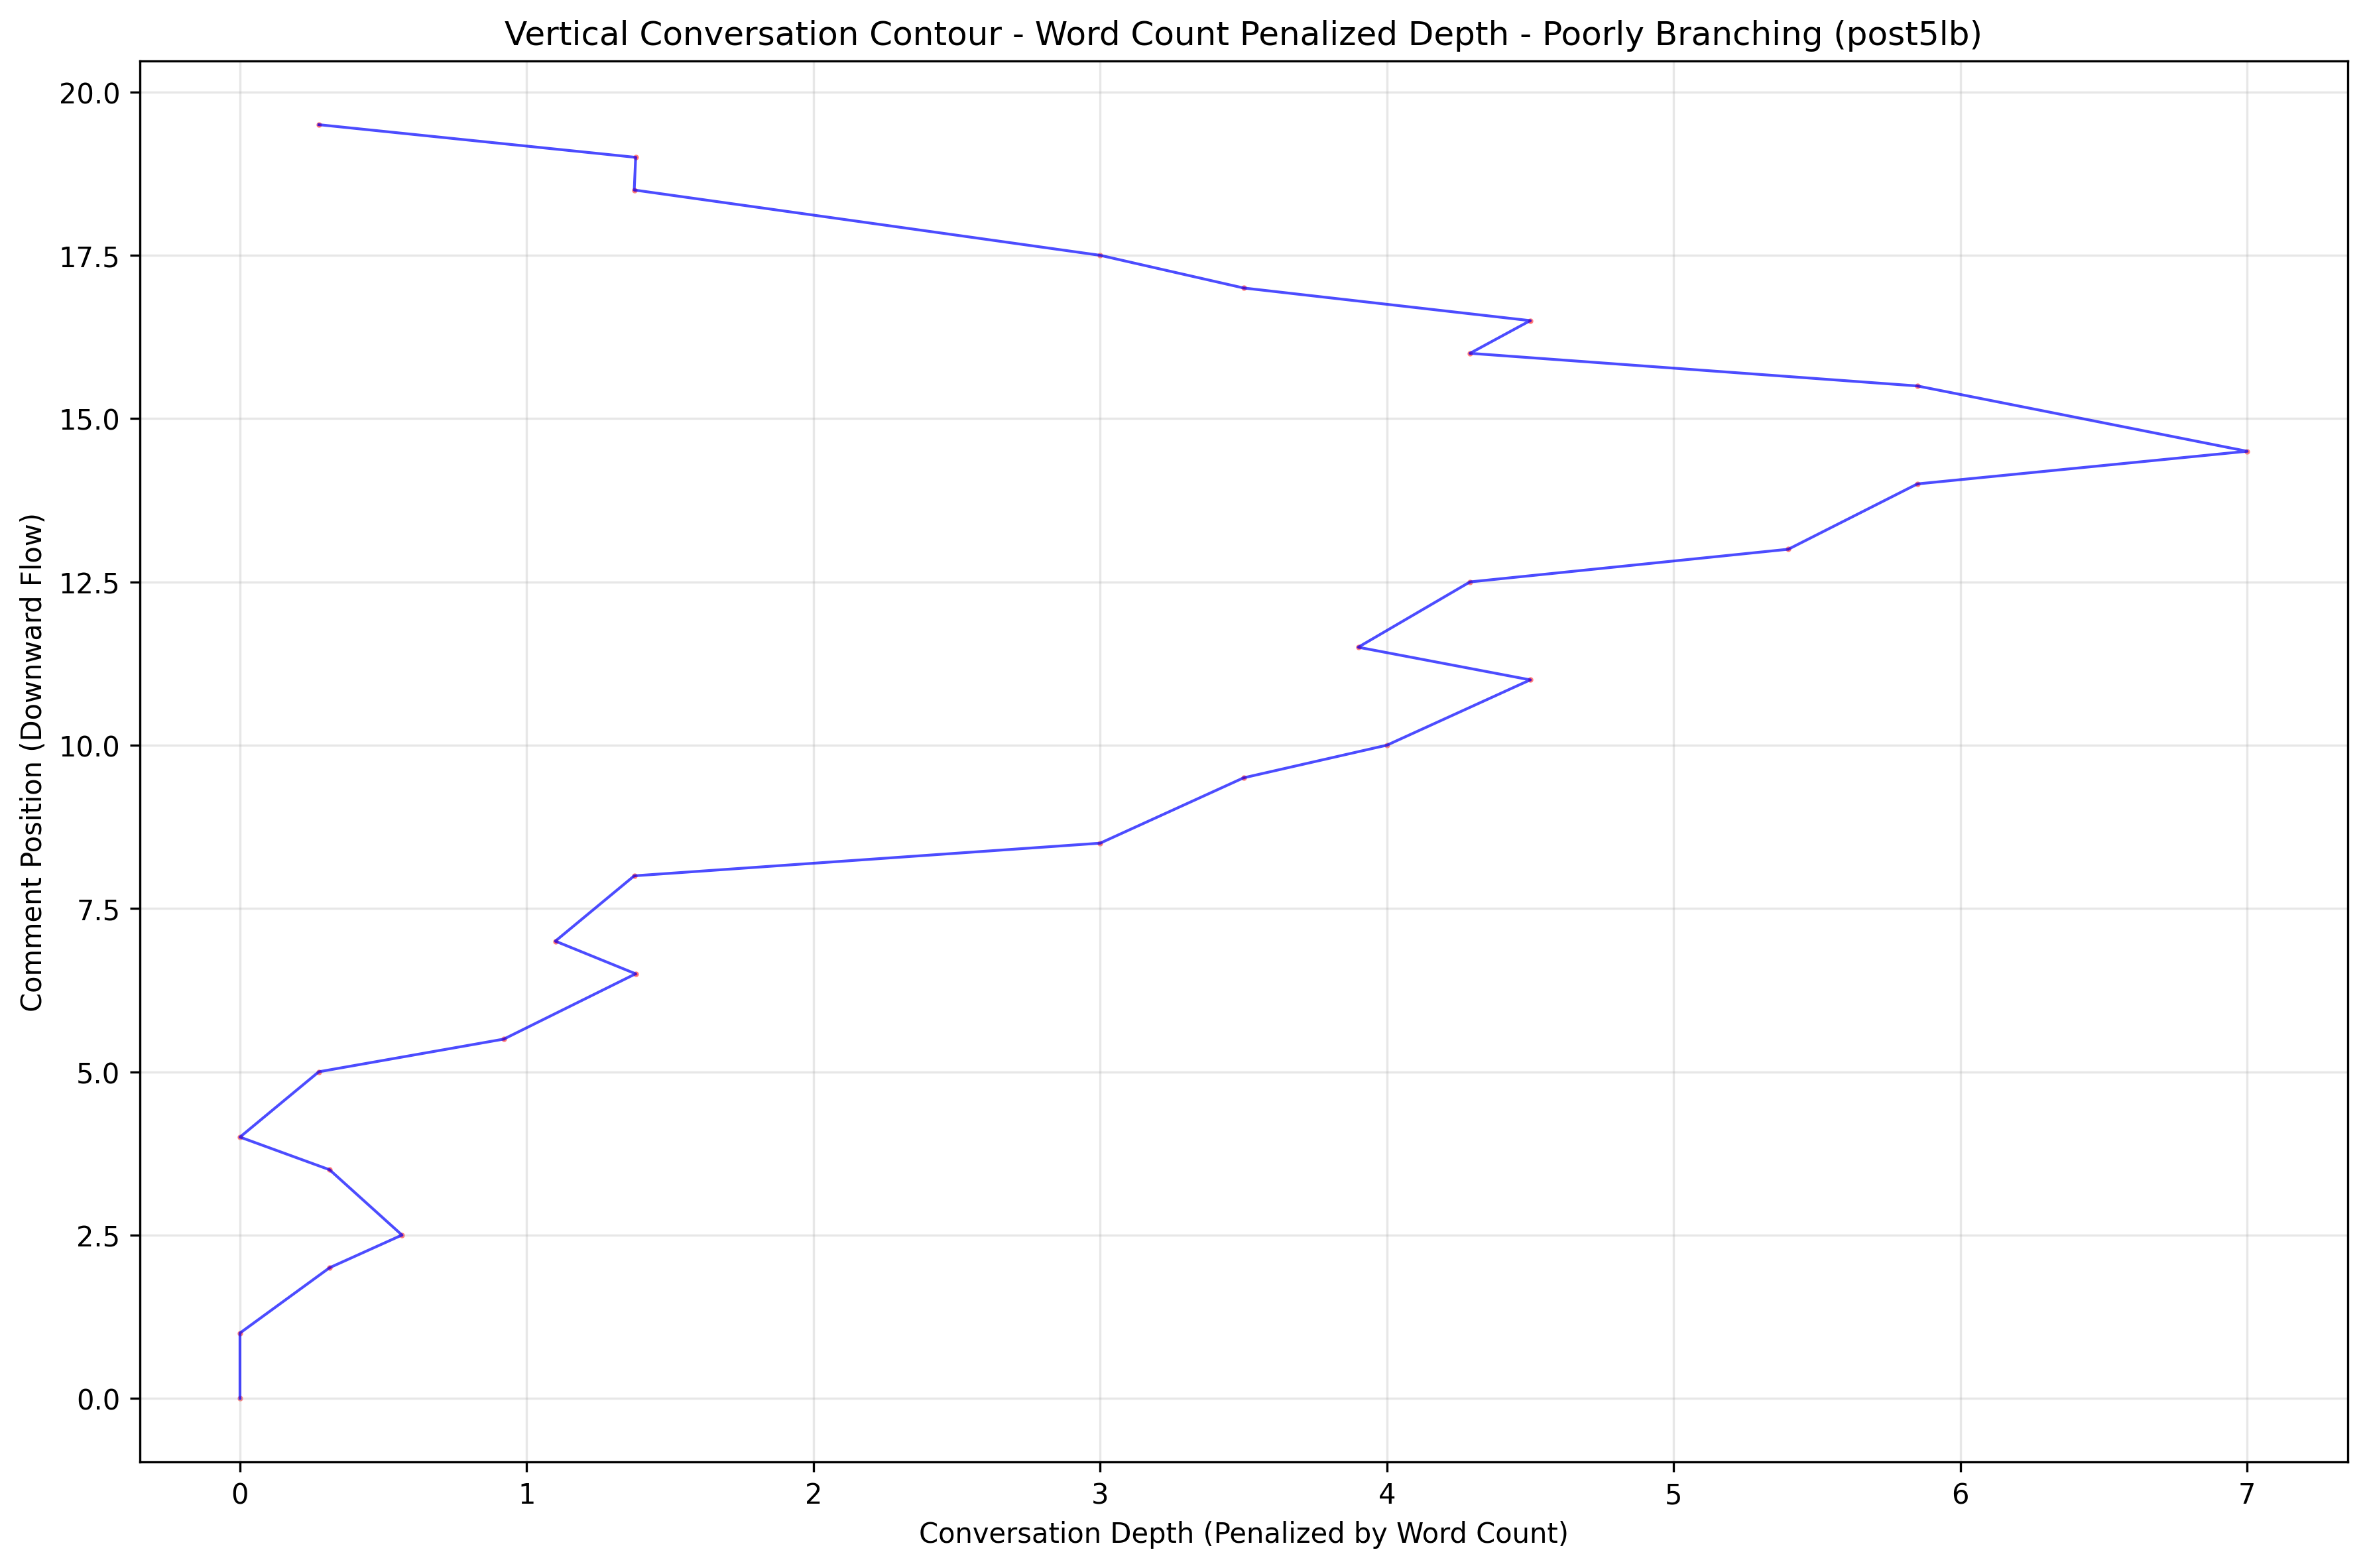 Vertical Conversation Contour - Word Count Penalized Depth - Poorly Branching (post5lb)
Comment Position (Downward Flow)
20.0
17.5
15.0
12.5
10.0
7.5
5.0
2.5
0.0
0 1 2 3 4 5 6 7
Conversation Depth (Penalized by Word Count)